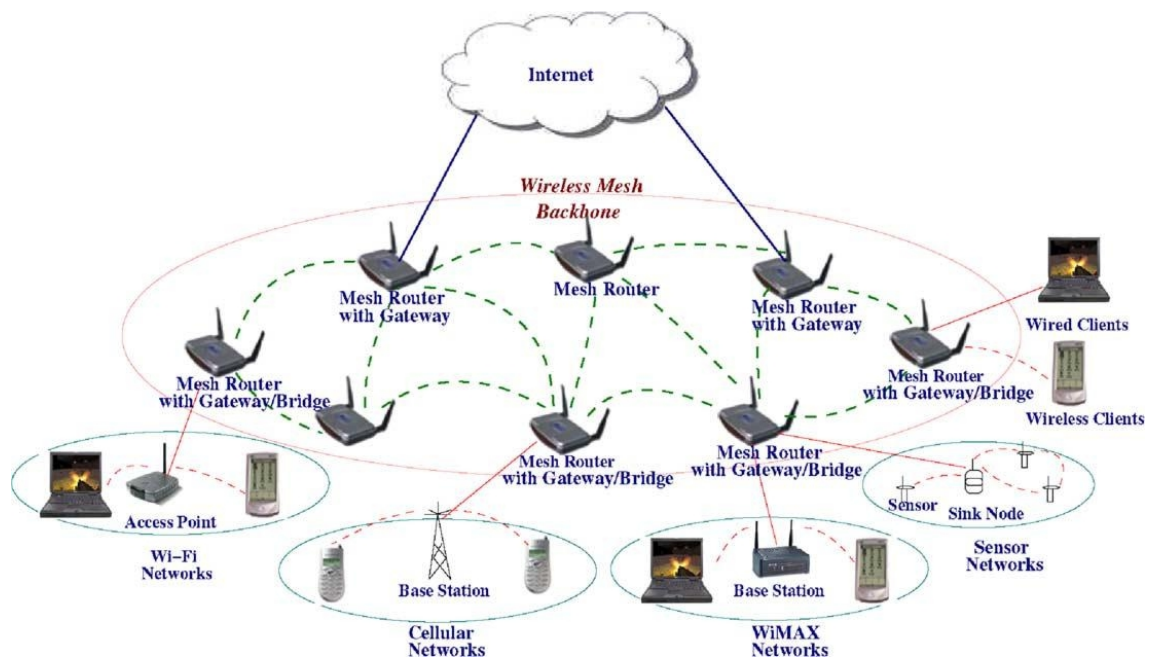 Internet
Wireless Mesh
Backbone
Mesh Router
with Gateway
Mesh Router
Mesh Router
with Gateway
Wired Clients
Mesh Router
with Gateway/Bridge
Mesh Router
with Gateway/Bridge
Wireless Clients
Mesh Router
with Gateway/Bridge
Mesh Router
with Gateway/Bridge
Access Point
Wi-Fi
Networks
Base Station
Cellular
Networks
Base Station
WiMAX
Networks
Sensor
Sink Node
Sensor
Networks